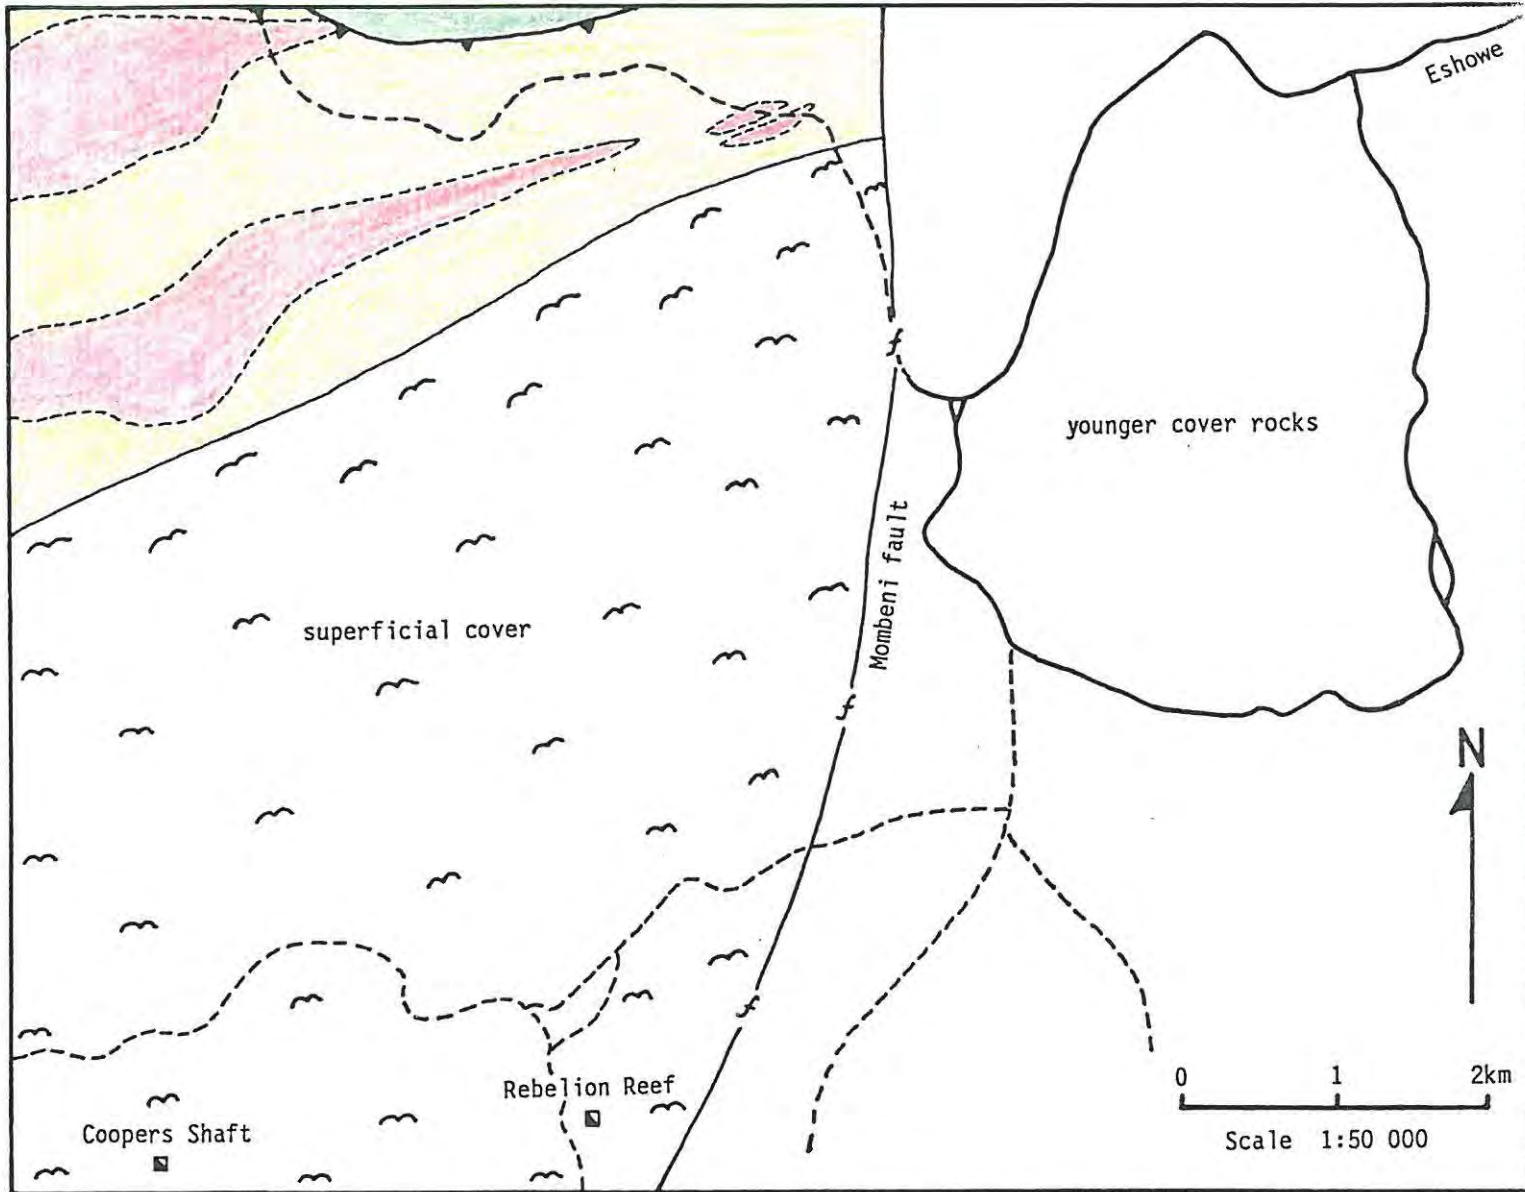 Eshowe
younger cover rocks
Mombeni fault
superficial cover
N
0 1 2km
Scale 1:50 000
Rebelion Reef
Coopers Shaft